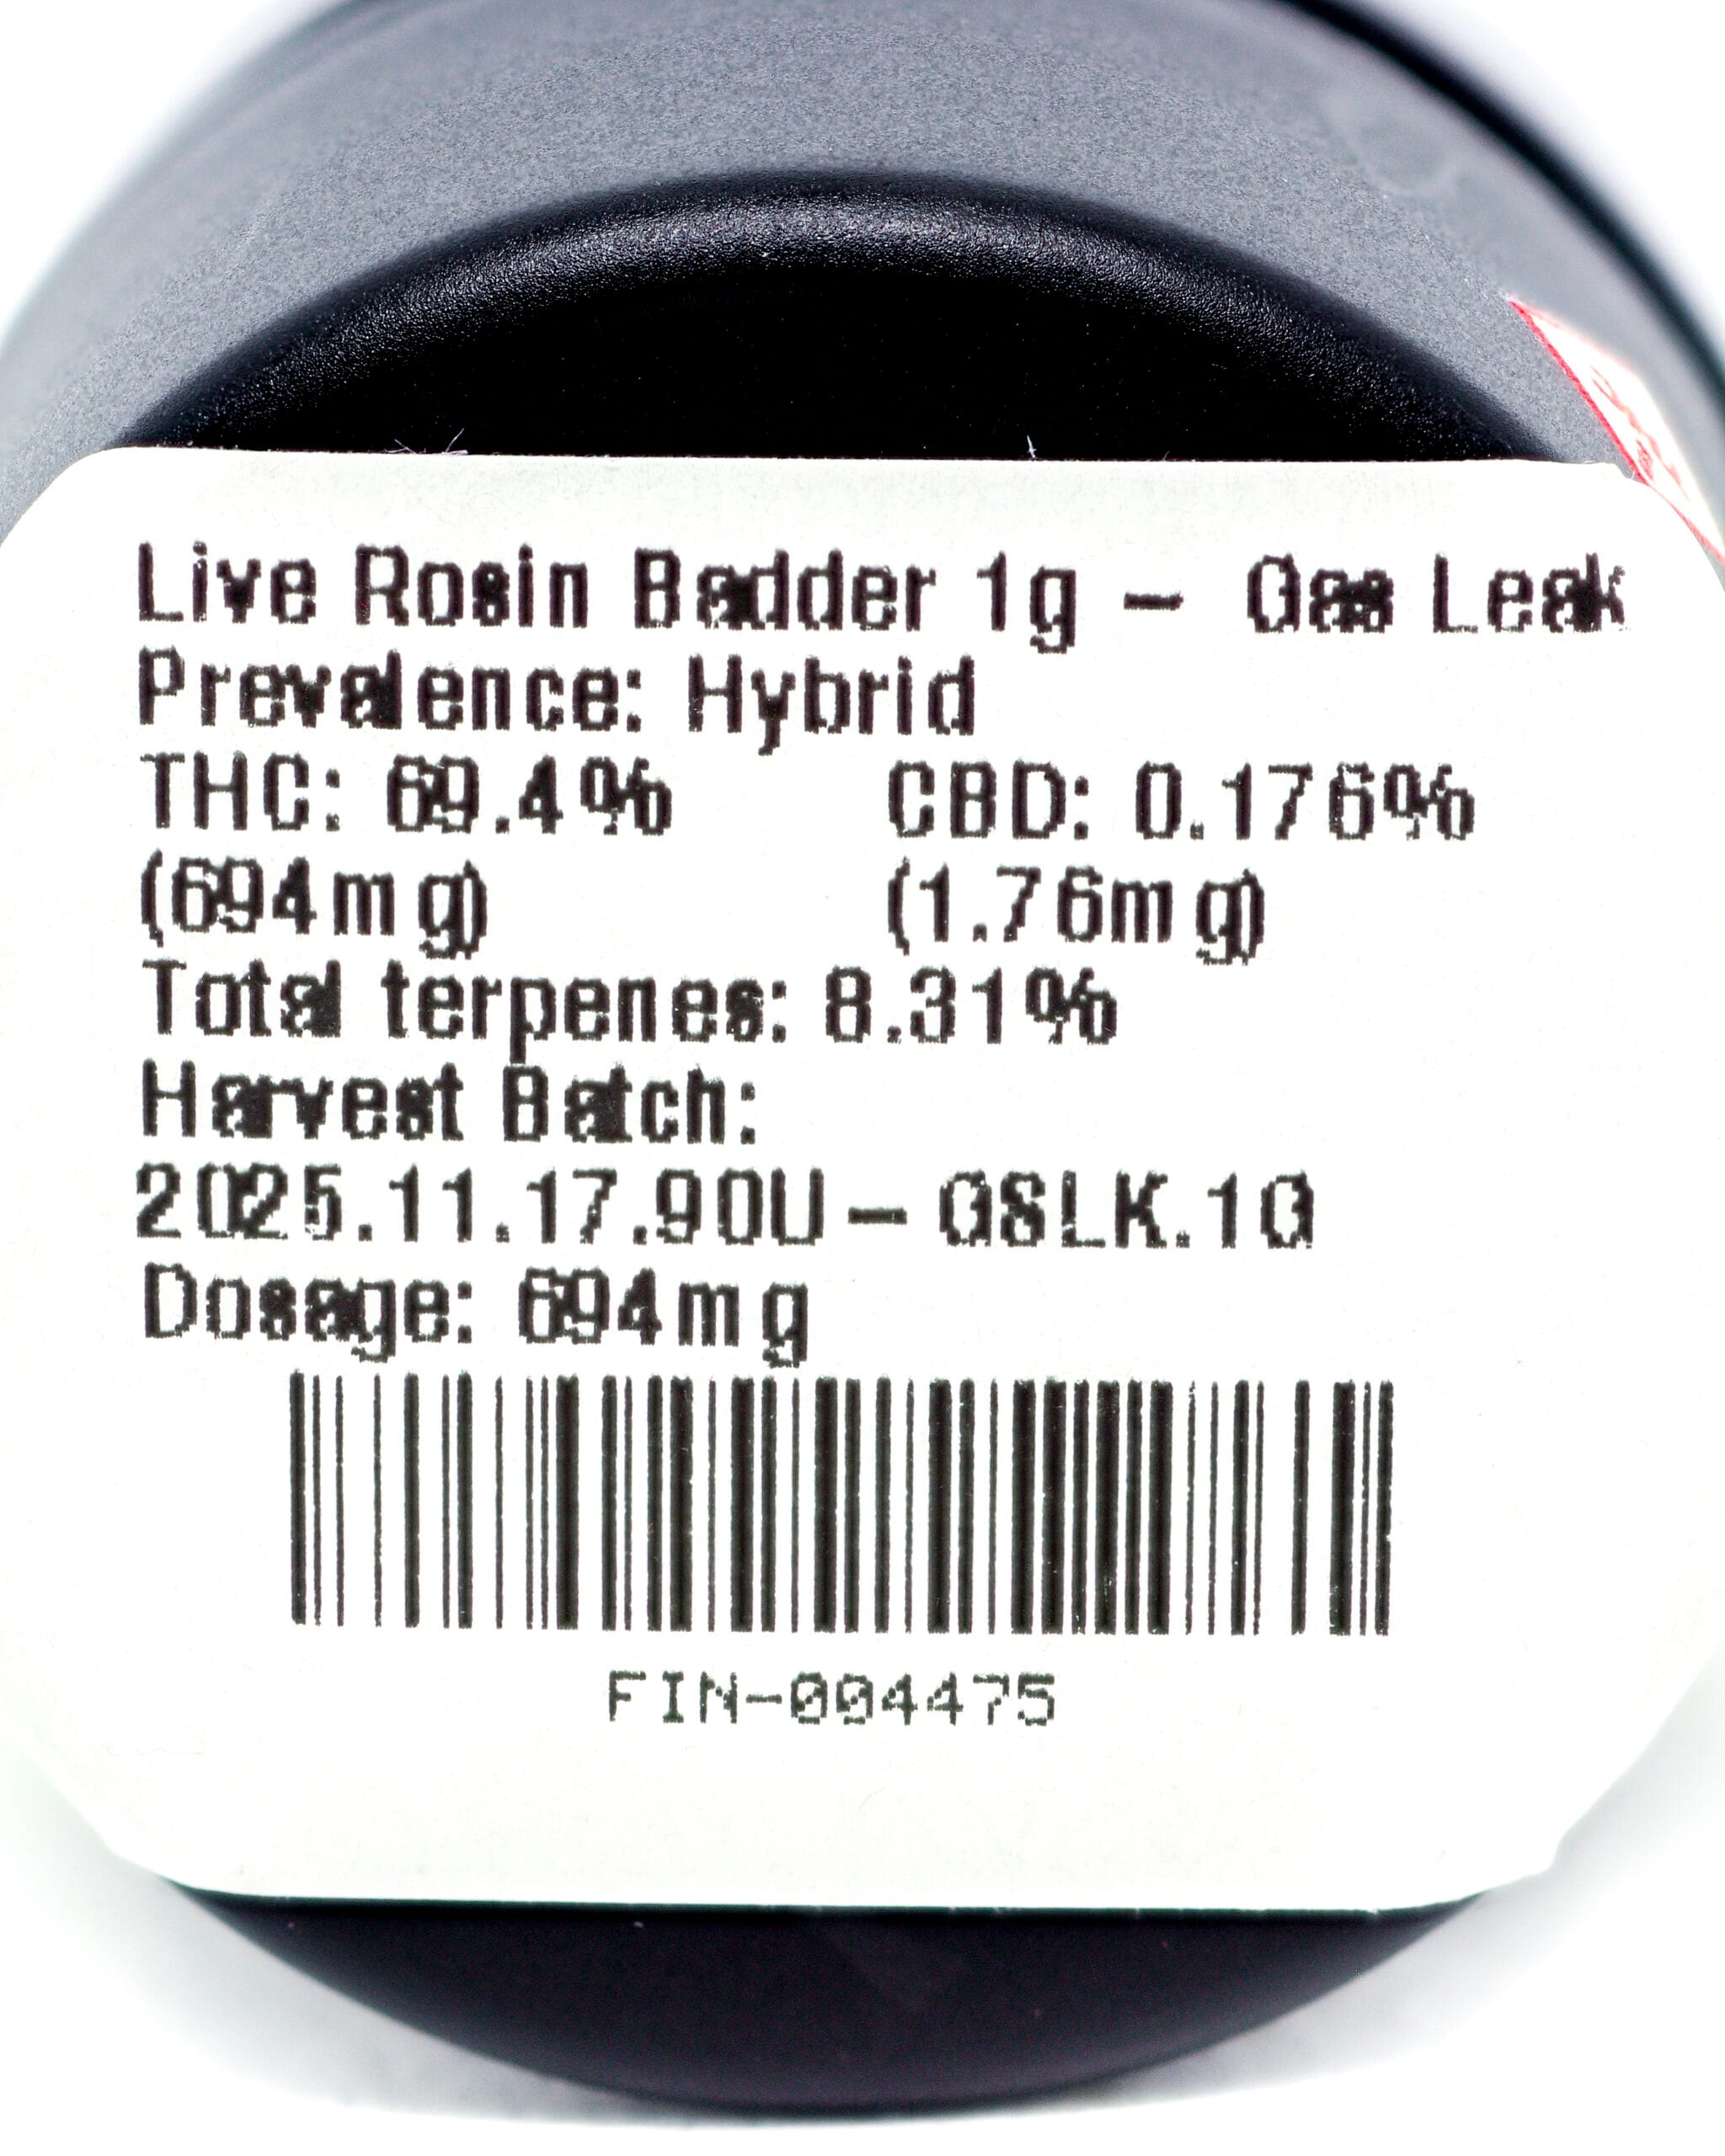 Live Rosin Badder 1g - Gas Leak
Prevalence: Hybrid
THC: 69.4% CBD: 0.176%
(694mg) (1.76mg)
Total terpenes: 8.31%
Harvest Batch:
2025.11.17.90U-GSLK.1G
Dosage: 694mg
FIN-004475